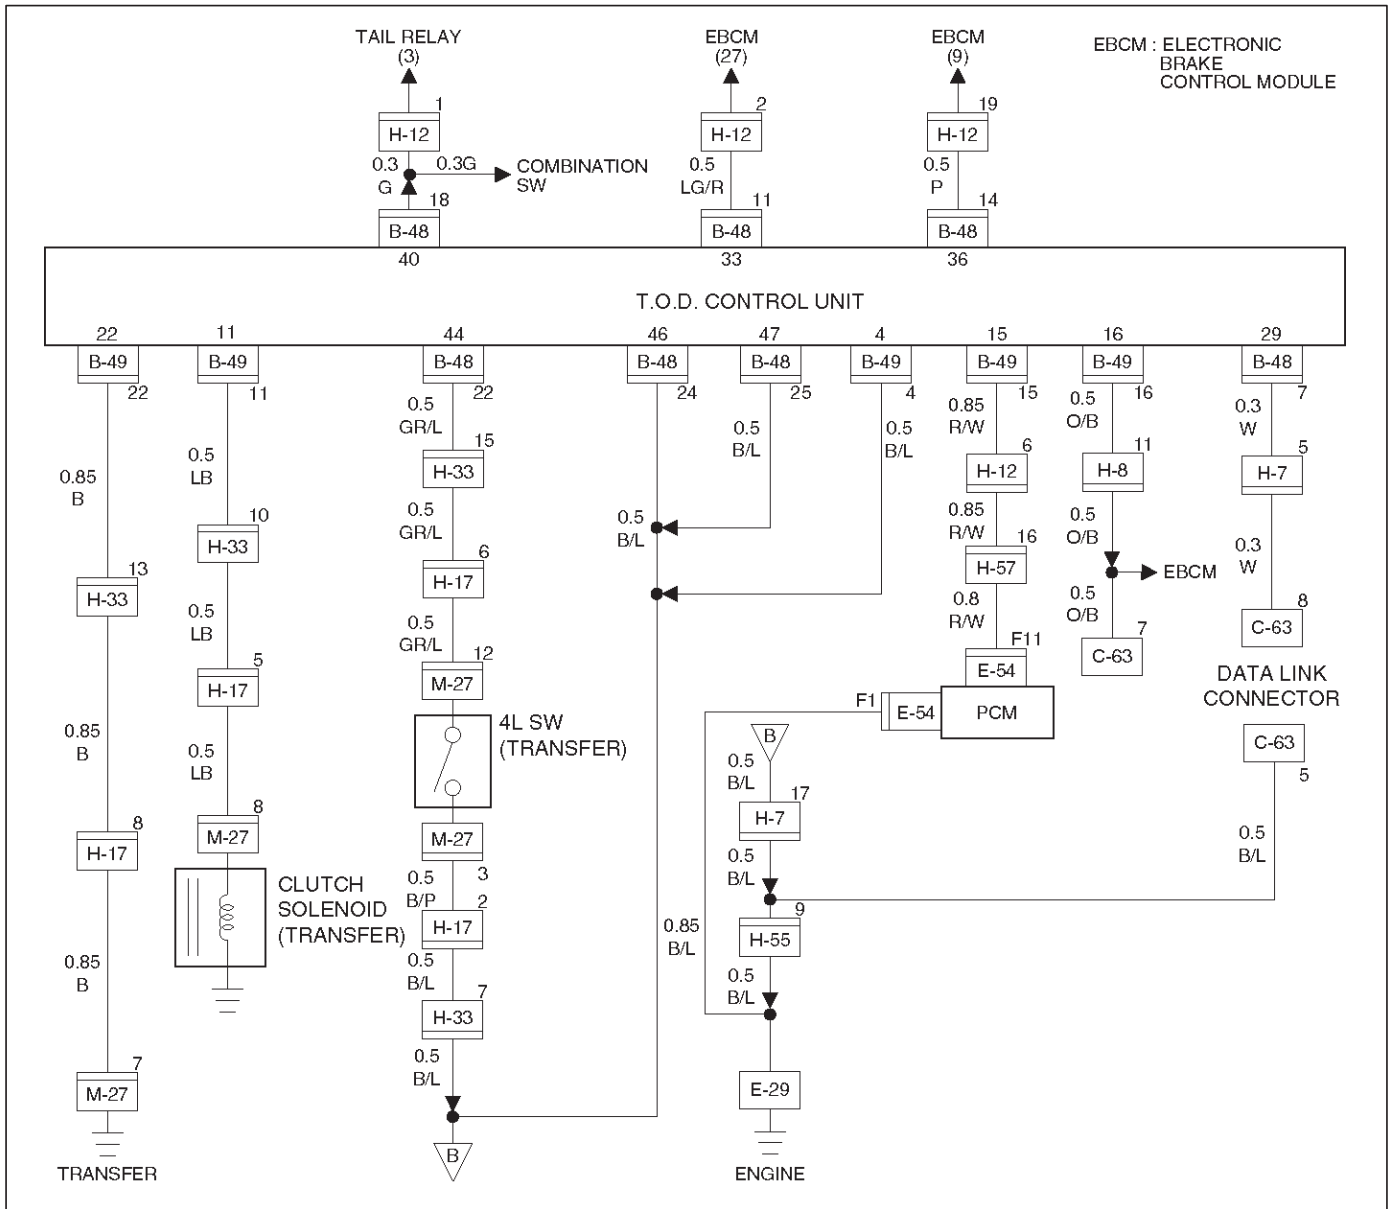 TAIL RELAY
(3)
EBCM
(27)
EBCM
(9)
EBCM : ELECTRONIC
BRAKE
CONTROL MODULE
1
H-12
2
H-12
19
H-12
0.3
G
0.3G
COMBINATION
SW
0.5
LG/R
0.5
P
18
B-48
11
B-48
14
B-48
40
33
36
T.O.D. CONTROL UNIT
22
11
44
46
47
4
15
16
29
B-49
B-49
B-48
B-48
B-48
B-49
B-49
B-49
B-48
22
11
22
24
25
4
15
16
7
0.85
B
13
H-33
0.85
B
8
H-17
0.85
B
7
M-27
TRANSFER
0.5
LB
10
H-33
0.5
LB
5
H-17
0.5
LB
8
M-27
CLUTCH
SOLENOID
(TRANSFER)
0.5
GR/L
15
H-33
0.5
GR/L
6
H-17
0.5
GR/L
12
M-27
4L SW
(TRANSFER)
M-27
3
0.5
B/P
2
H-17
0.5
B/L
7
H-33
0.5
B/L
B
0.5
B/L
0.5
B/L
0.5
B/L
0.85
R/W
6
H-12
0.85
R/W
16
H-57
0.8
R/W
F11
E-54
F1
E-54
PCM
0.85
B/L
B
0.5
B/L
17
H-7
0.5
B/L
9
H-55
0.5
B/L
E-29
ENGINE
0.5
O/B
11
H-8
0.5
O/B
EBCM
0.5
O/B
7
C-63
0.3
W
5
H-7
0.3
W
8
C-63
DATA LINK
CONNECTOR
C-63
5
0.5
B/L